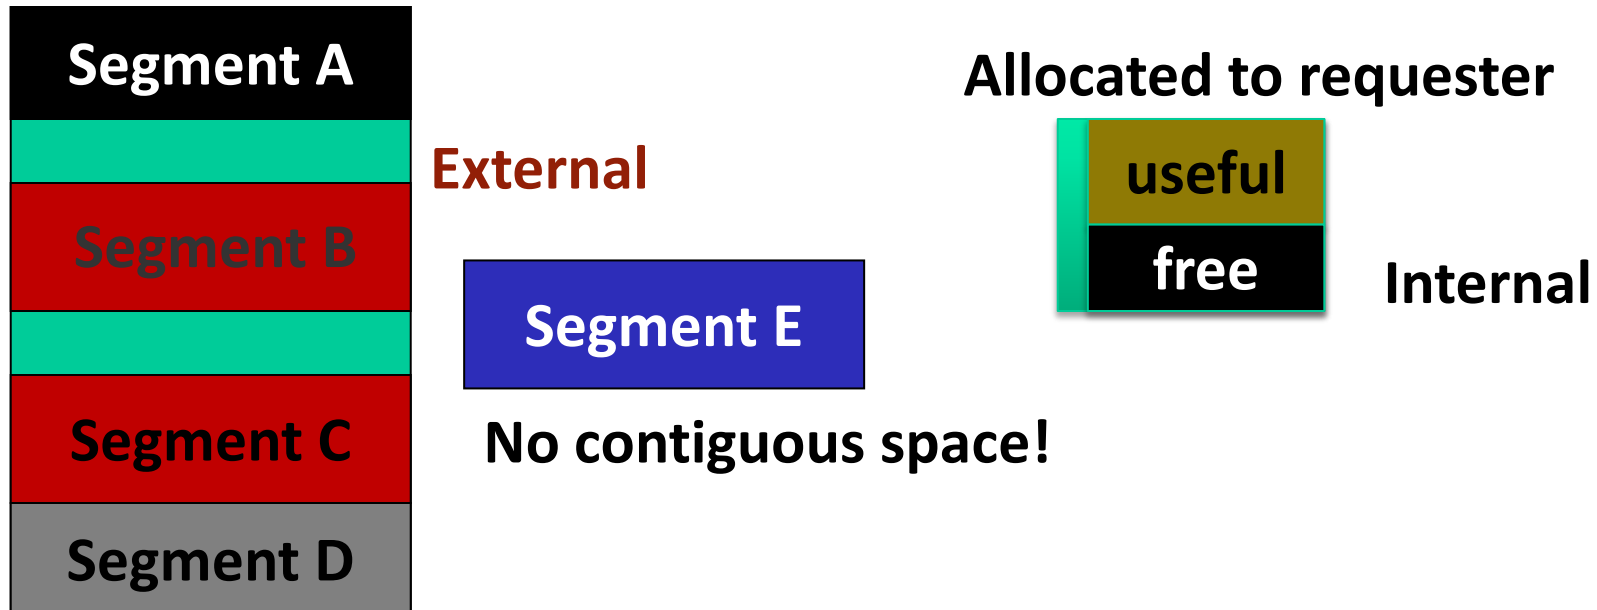 Segment A
External
Segment B
Segment C
Segment D
Segment E
No contiguous space!
Allocated to requester
useful
free
Internal